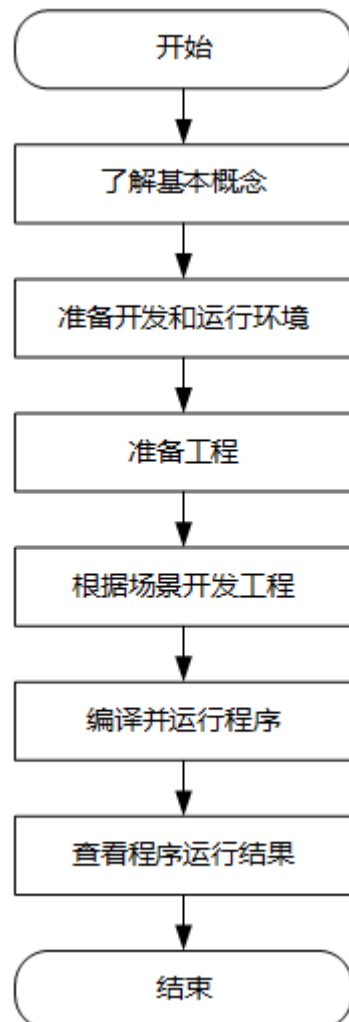 开始
了解基本概念
准备开发和运行环境
准备工程
根据场景开发工程
编译并运行程序
查看程序运行结果
结束